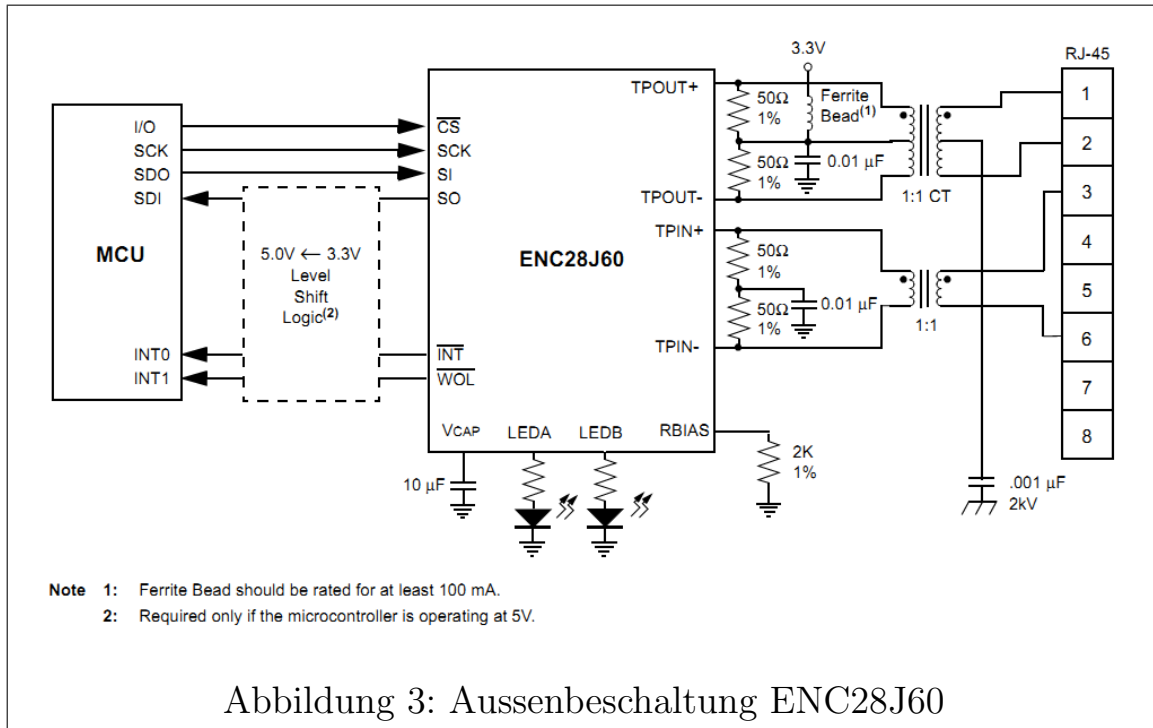 3.3V
RJ-45
MCU
I/O
SCK
SDO
SDI
INT0
INT1
5.0V ← 3.3V
Level
Shift
Logic(2)
ENC28J60
CS
SCK
SI
SO
INT
WOL
VCAP
LEDA
LEDB
RBIAS
TPOUT+
TPOUT-
TPIN+
TPIN-
50Ω
1%
Ferrite
Bead(1)
50Ω
1%
0.01 µF
1:1 CT
50Ω
1%
50Ω
1%
0.01 µF
1:1
1
2
3
4
5
6
7
8
10 µF
2K
1%
.001 µF
2kV
Note 1: Ferrite Bead should be rated for at least 100 mA.
2: Required only if the microcontroller is operating at 5V.
Abbildung 3: Aussenbeschaltung ENC28J60